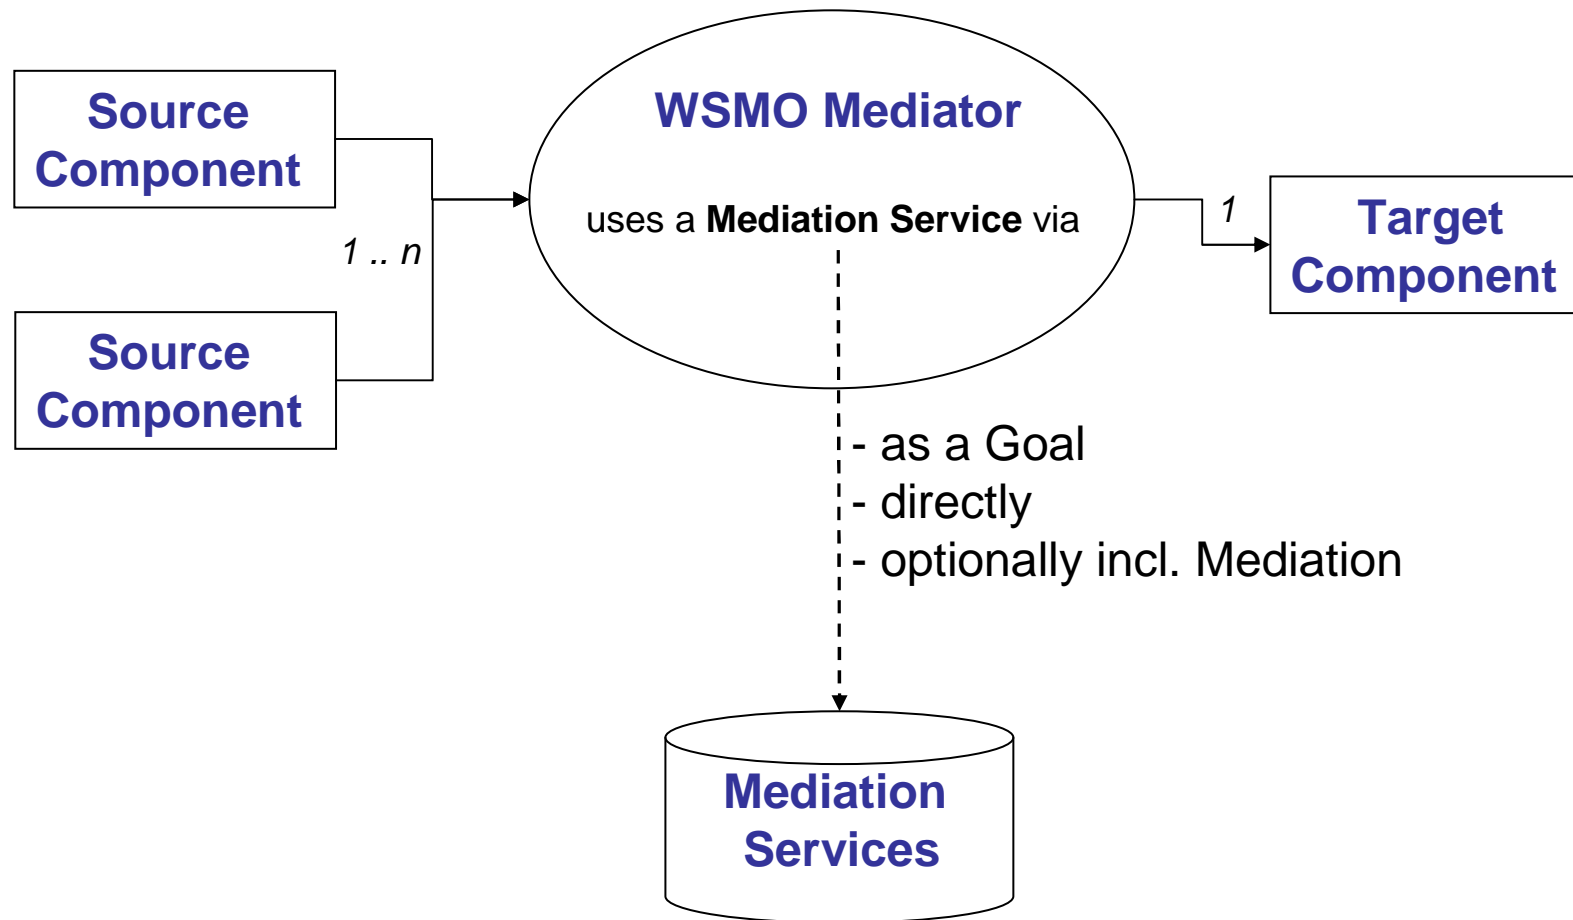 Source
Component
1 .. n
Source
Component
WSMO Mediator
uses a Mediation Service via
1
Target
Component
- as a Goal
- directly
- optionally incl. Mediation
Mediation
Services